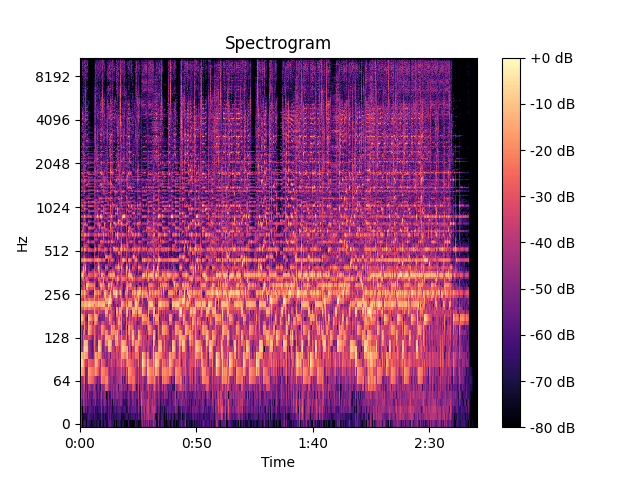 Spectrogram
Hz
8192
4096
2048
1024
512
256
128
64
0
0:00
0:50
1:40
2:30
Time
+0 dB
-10 dB
-20 dB
-30 dB
-40 dB
-50 dB
-60 dB
-70 dB
-80 dB